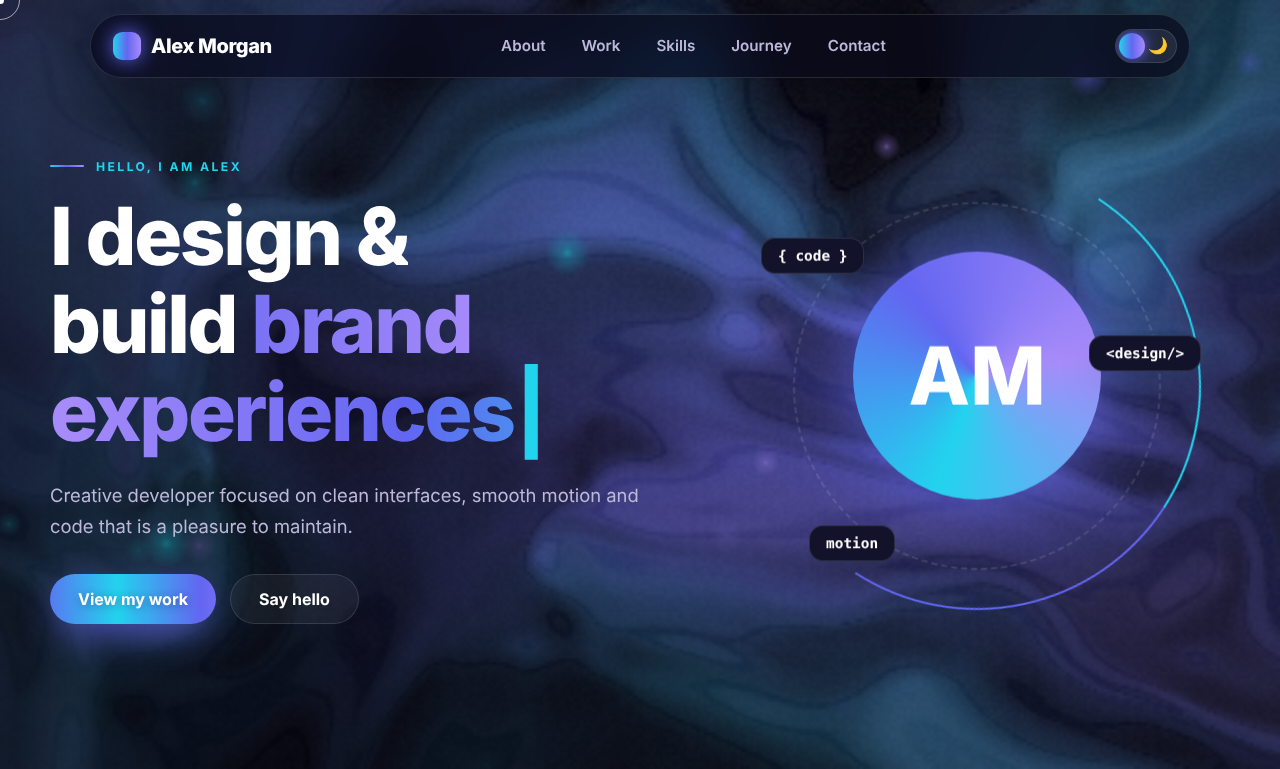 Alex Morgan
About
Work
Skills
Journey
Contact
HELLO, I AM ALEX
I design &
build brand
experiences
Creative developer focused on clean interfaces, smooth motion and
code that is a pleasure to maintain.
View my work
Say hello
{ code }
AM
<design/>
motion